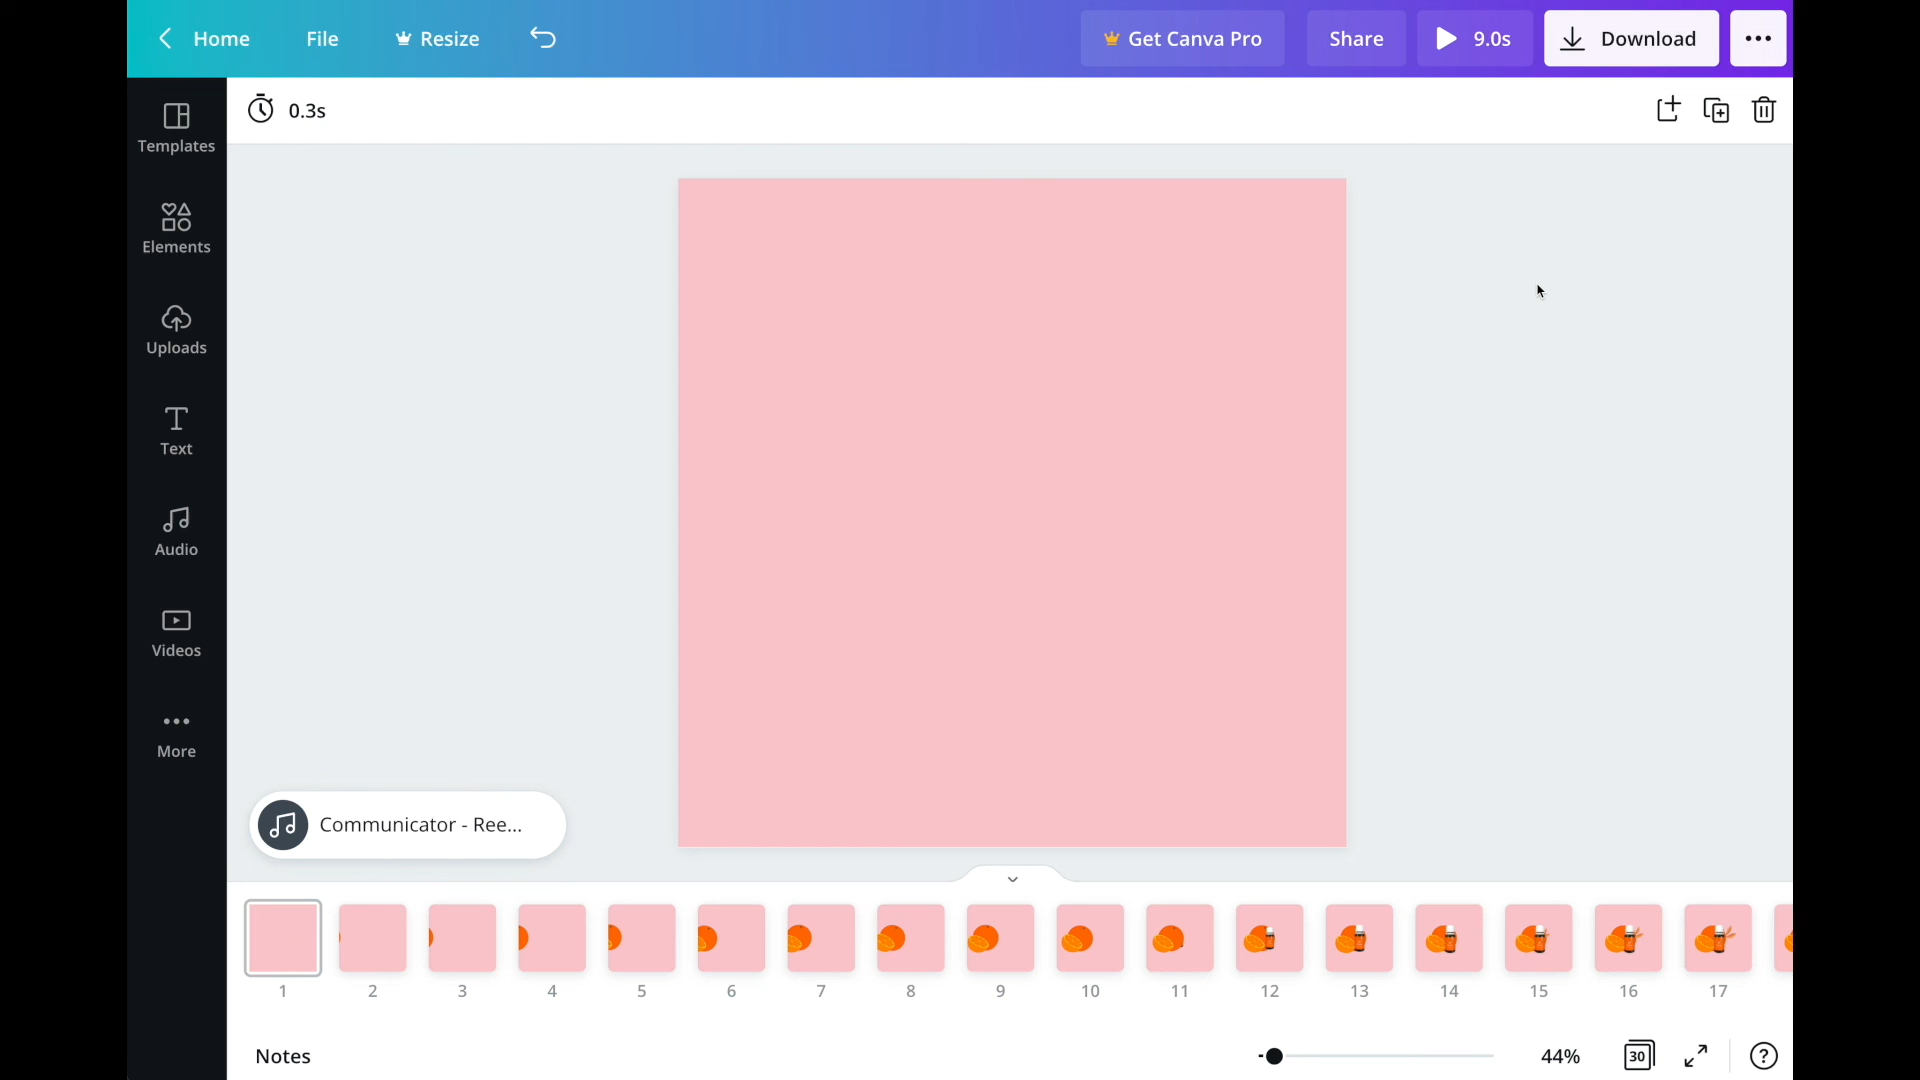 Home
File
Resize
Get Canva Pro
Share
9.0s
Download
0.3s
Templates
Elements
Uploads
Text
Audio
Videos
More
Communicator - Ree...
1 2 3 4 5 6 7 8 9 10 11 12 13 14 15 16 17
Notes
44%
30
?